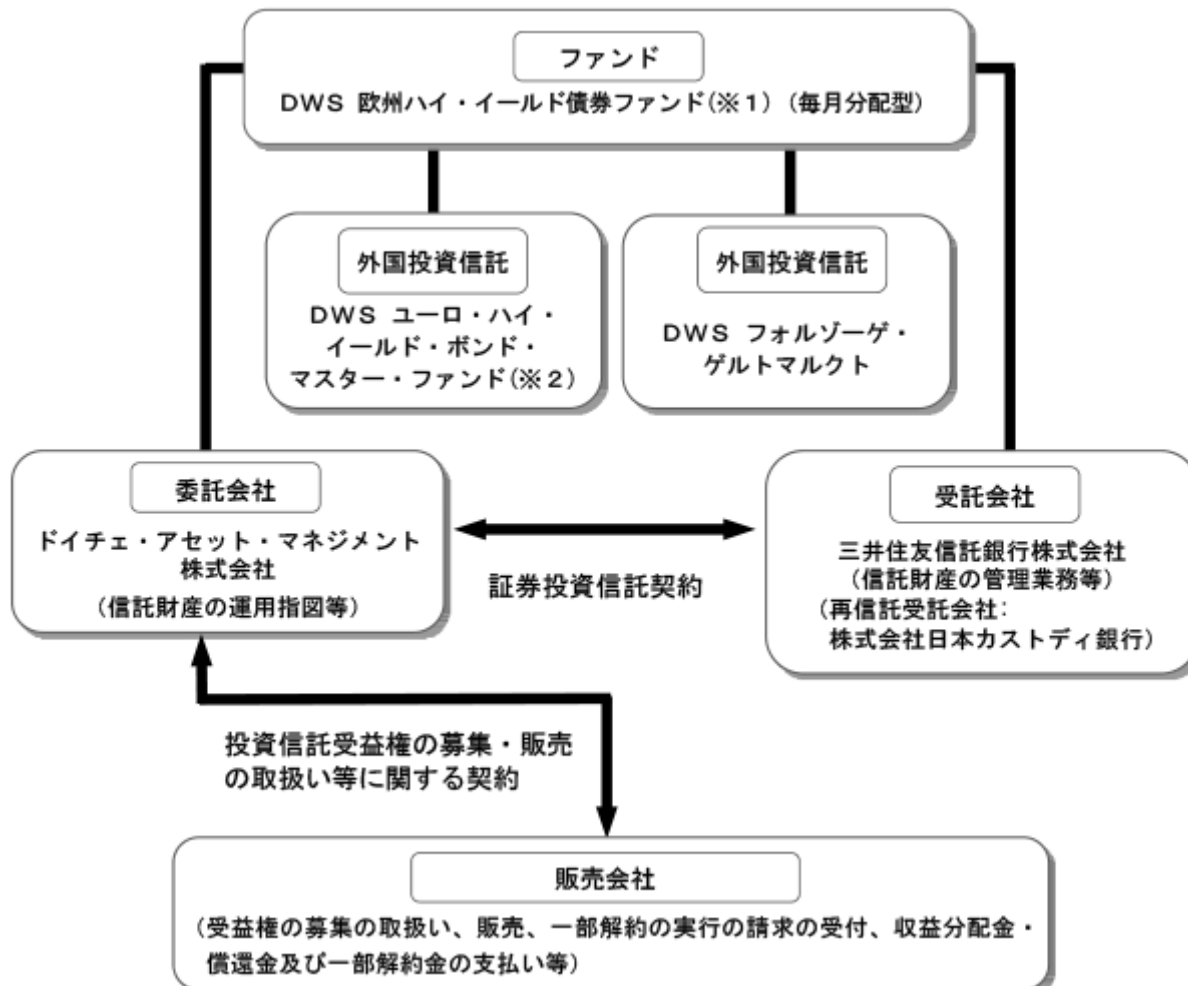 ファンド
DWS 欧州ハイ・イールド債券ファンド(※1)(毎月分配型)
外国投資信託
DWS ユーロ・ハイ・
イールド・ボンド・
マスター・ファンド(※2)
外国投資信託
DWS フォルゾーゲ・
ゲルトマルクト
委託会社
ドイチェ・アセット・マネジメント
株式会社
(信託財産の運用指図等)
証券投資信託契約
受託会社
三井住友信託銀行株式会社
(信託財産の管理業務等)
(再信託受託会社:
株式会社日本カストディ銀行)
投資信託受益権の募集・販売
の取扱い等に関する契約
販売会社
(受益権の募集の取扱い、販売、一部解約の実行の請求の受付、収益分配金・
償還金及び一部解約金の支払い等)